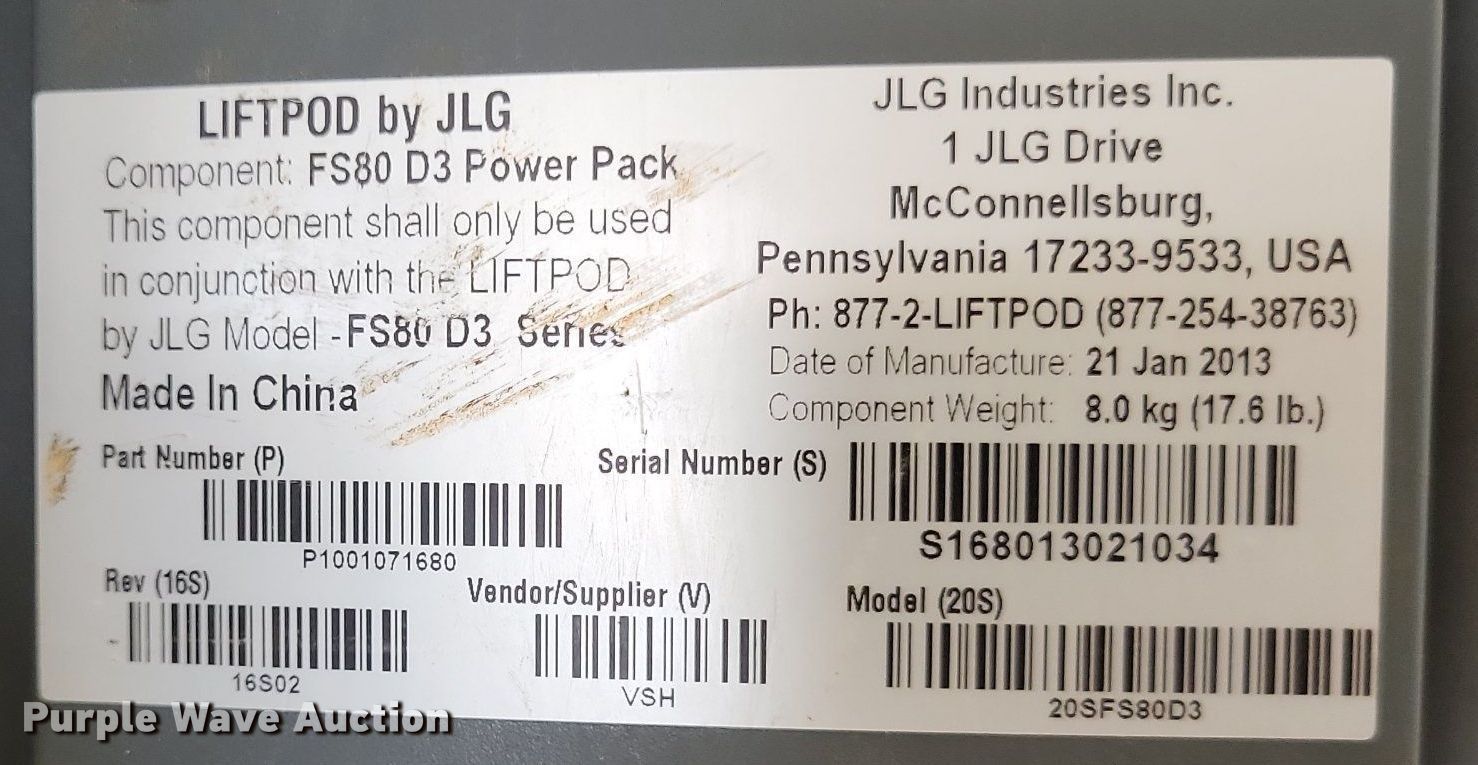 LIFTPOD by JLG
Component: FS80 D3 Power Pack
This component shall only be used
in conjunction with the LIFTPOD
by JLG Model -FS80 D3 Series
Made In China
JLG Industries Inc.
1 JLG Drive
McConnellsburg,
Pennsylvania 17233-9533, USA
Ph: 877-2-LIFTPOD (877-254-38763)
Date of Manufacture: 21 Jan 2013
Component Weight: 8.0 kg (17.6 lb.)
Part Number (P)
P1001071680
Serial Number (S)
S168013021034
Rev (16S)
16S02
Vendor/Supplier (V)
VSH
Model (20S)
20SFS80D3
Purple Wave Auction